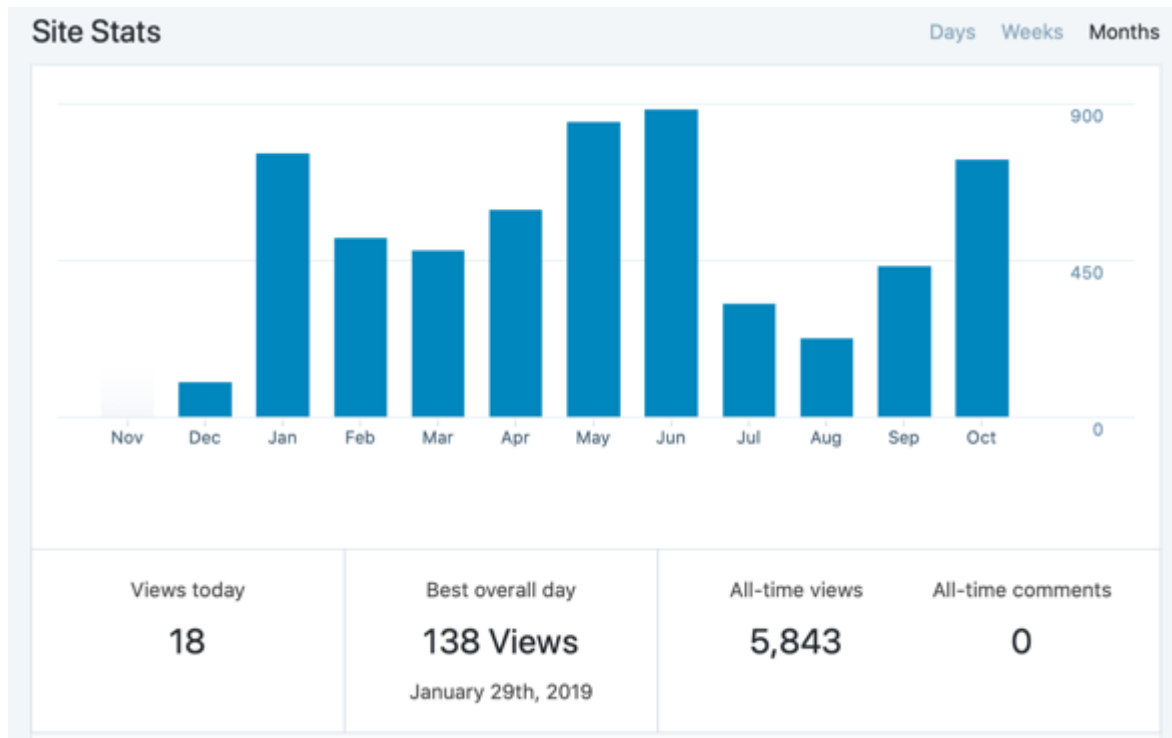 Site Stats
Days Weeks Months
900
450
0
Nov Dec Jan Feb Mar Apr May Jun Jul Aug Sep Oct
Views today
18
Best overall day
138 Views
January 29th, 2019
All-time views
5,843
All-time comments
0